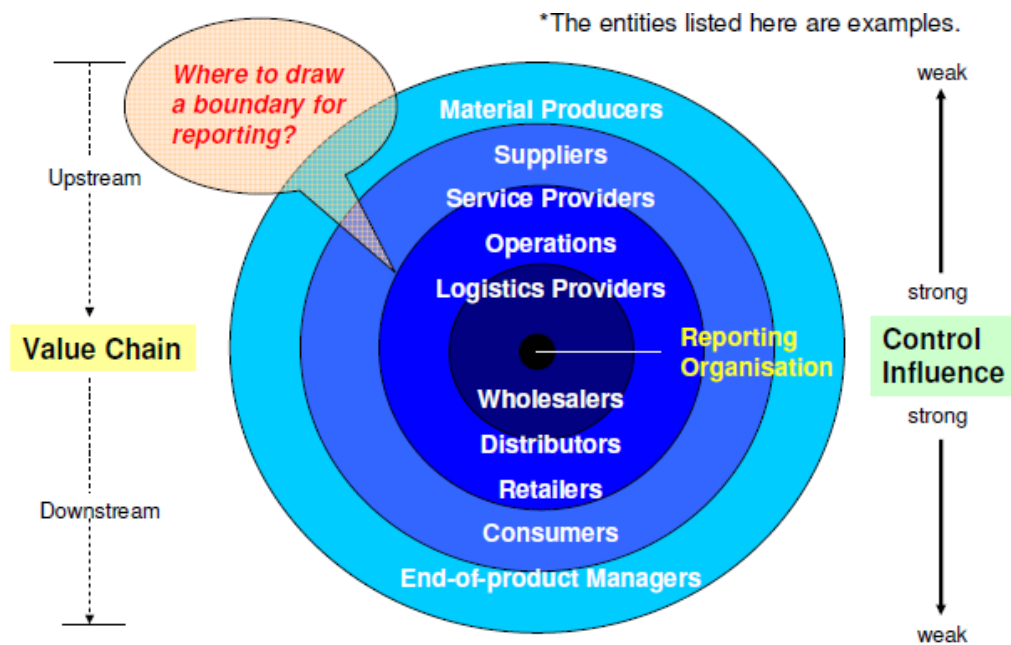 *The entities listed here are examples.
Where to draw
a boundary for
reporting?
weak
Material Producers
Suppliers
Upstream
Service Providers
Operations
Logistics Providers
strong
Value Chain
Reporting
Organisation
Control
Influence
Wholesalers
strong
Distributors
Retailers
Downstream
Consumers
End-of-product Managers
weak